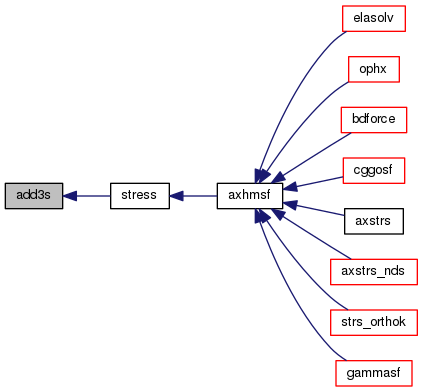 elasolv
ophx
bdforce
cggosf
add3s
stress
axhmsf
axstrs
axstrs_nds
strs_orthok
gammasf